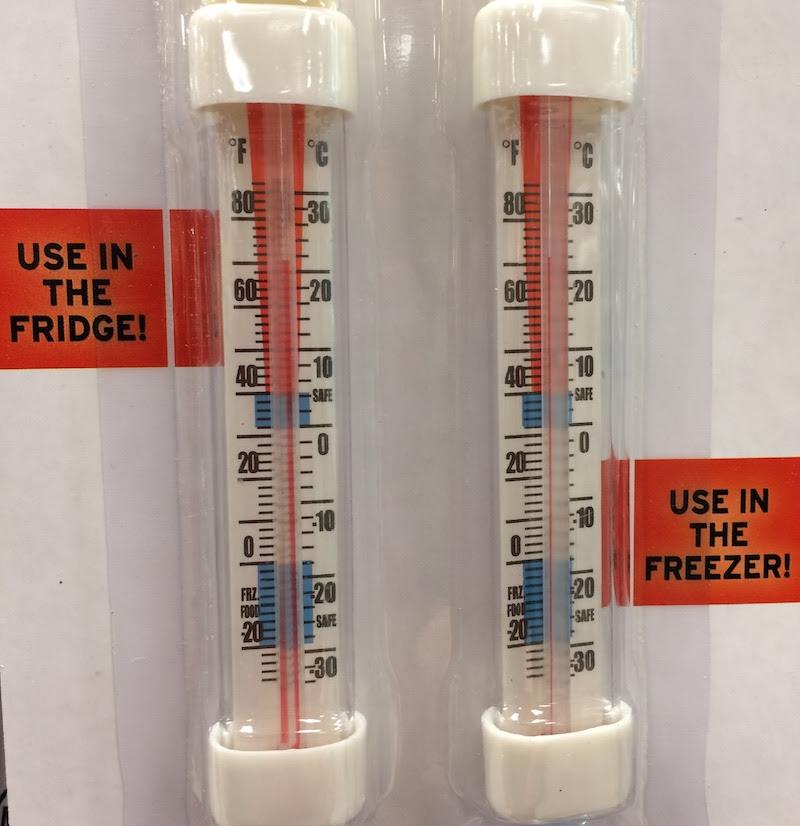 °F °C
80 30
60 20
40 10
SAFE
0
20
-10
0
FRZ. -20
FOOD SAFE
-20
-30
USE IN
THE
FRIDGE!
°F °C
80 30
60 20
40 10
SAFE
0
20
-10
0
FRZ. -20
FOOD SAFE
-20
-30
USE IN
THE
FREEZER!